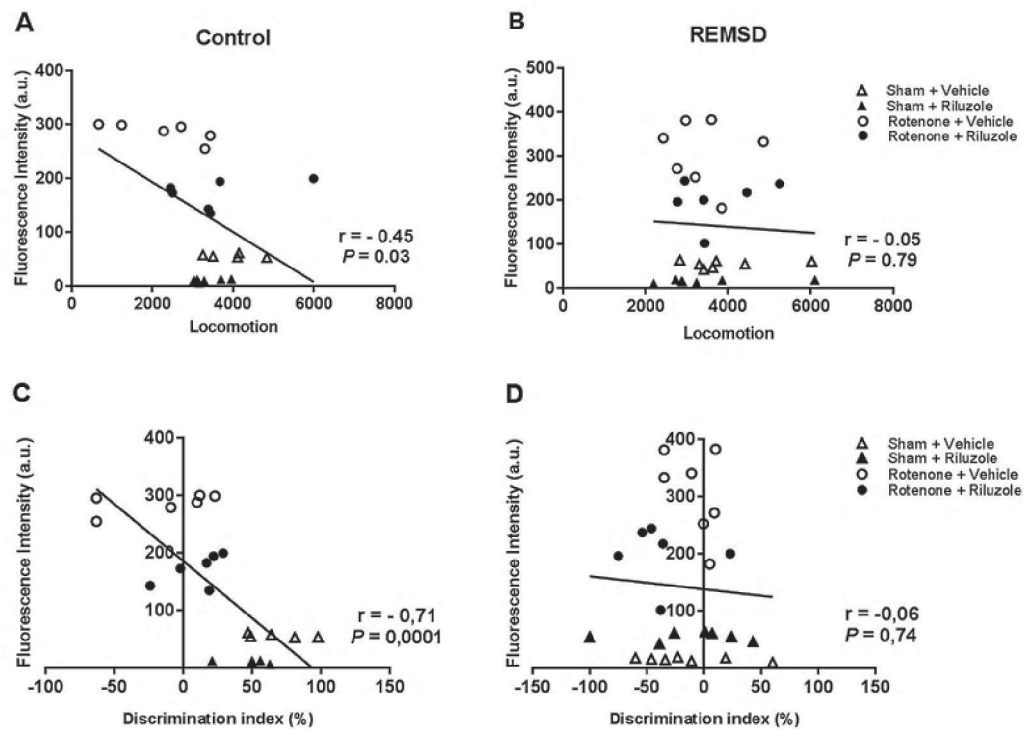 A
Control
Fluorescence Intensity (a.u.)
400
300
200
100
0
r = - 0.45
P = 0.03
0
2000
4000
6000
8000
Locomotion
B
REMSD
Fluorescence Intensity (a.u.)
500
400
300
200
100
0
r = - 0.05
P = 0.79
0
2000
4000
6000
8000
Locomotion
Sham + Vehicle
Sham + Riluzole
Rotenone + Vehicle
Rotenone + Riluzole
C
Fluorescence Intensity (a.u.)
400
300
200
100
r = - 0,71
P = 0,0001
-100
-50
0
50
100
150
Discrimination index (%)
D
Fluorescence Intensity (a.u.)
400
300
200
100
r = -0,06
P = 0,74
-150
-100
-50
0
50
100
150
Discrimination index (%)
Sham + Vehicle
Sham + Riluzole
Rotenone + Vehicle
Rotenone + Riluzole